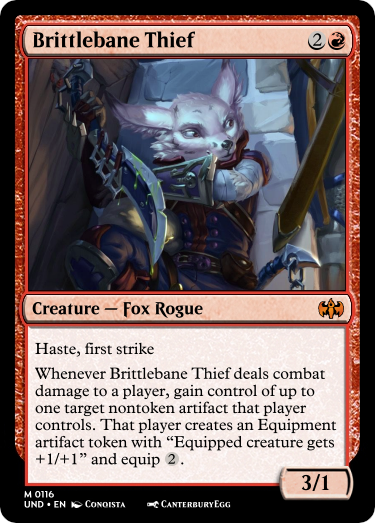 Brittlebane Thief 2
Creature — Fox Rogue
Haste, first strike
Whenever Brittlebane Thief deals combat
damage to a player, gain control of up to
one target nontoken artifact that player
controls. That player creates an Equipment
artifact token with “Equipped creature gets
+1/+1” and equip 2.
3/1
M 0116
UND • EN Conoista CanterburyEgg